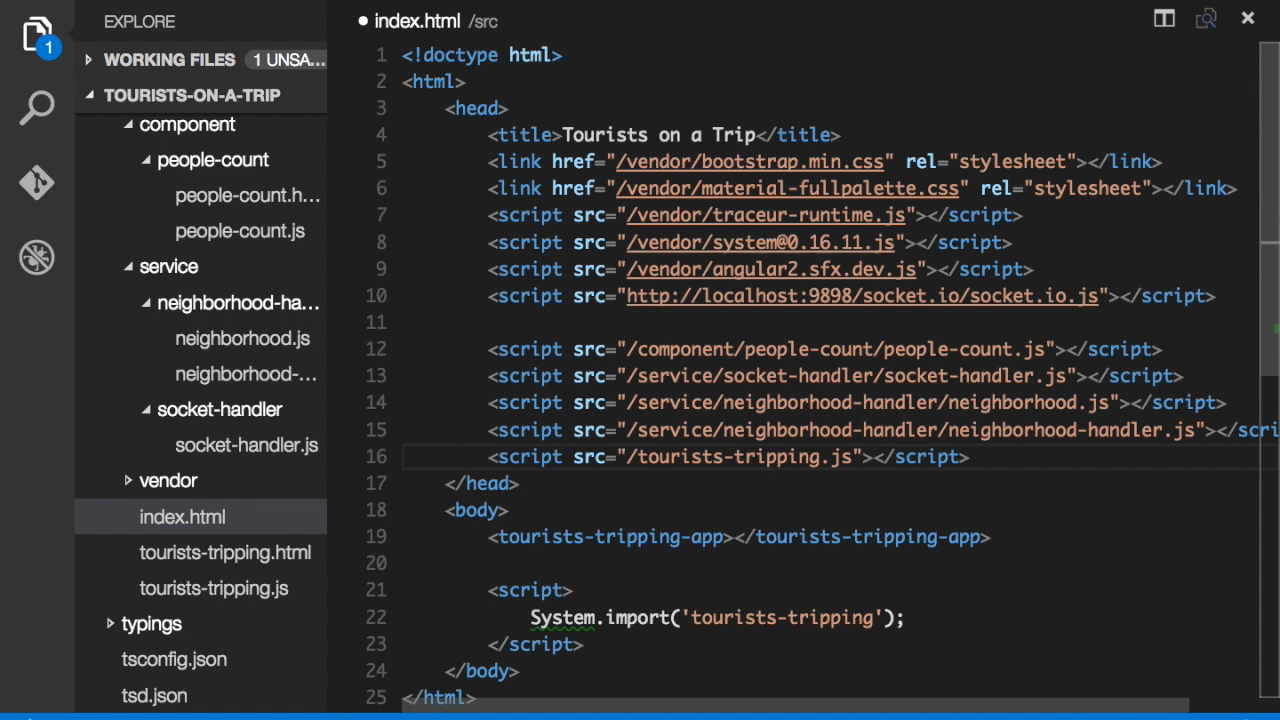 EXPLORE
1
WORKING FILES 1 UNSA...
TOURISTS-ON-A-TRIP
component
people-count
people-count.h...
people-count.js
service
neighborhood-ha...
neighborhood.js
neighborhood-...
socket-handler
socket-handler.js
vendor
index.html
tourists-tripping.html
tourists-tripping.js
typings
tsconfig.json
tsd.json
index.html /src
1 <!doctype html>
2 <html>
3 <head>
4 <title>Tourists on a Trip</title>
5 <link href="/vendor/bootstrap.min.css" rel="stylesheet"></link>
6 <link href="/vendor/material-fullpalette.css" rel="stylesheet"></link>
7 <script src="/vendor/traceur-runtime.js"></script>
8 <script src="/vendor/system@0.16.11.js"></script>
9 <script src="/vendor/angular2.sfx.dev.js"></script>
10 <script src="http://localhost:9898/socket.io/socket.io.js"></script>
11
12 <script src="/component/people-count/people-count.js"></script>
13 <script src="/service/socket-handler/socket-handler.js"></script>
14 <script src="/service/neighborhood-handler/neighborhood.js"></script>
15 <script src="/service/neighborhood-handler/neighborhood-handler.js"></scri
16 <script src="/tourists-tripping.js"></script>
17 </head>
18 <body>
19 <tourists-tripping-app></tourists-tripping-app>
20
21 <script>
22 System.import('tourists-tripping');
23 </script>
24 </body>
25 </html>